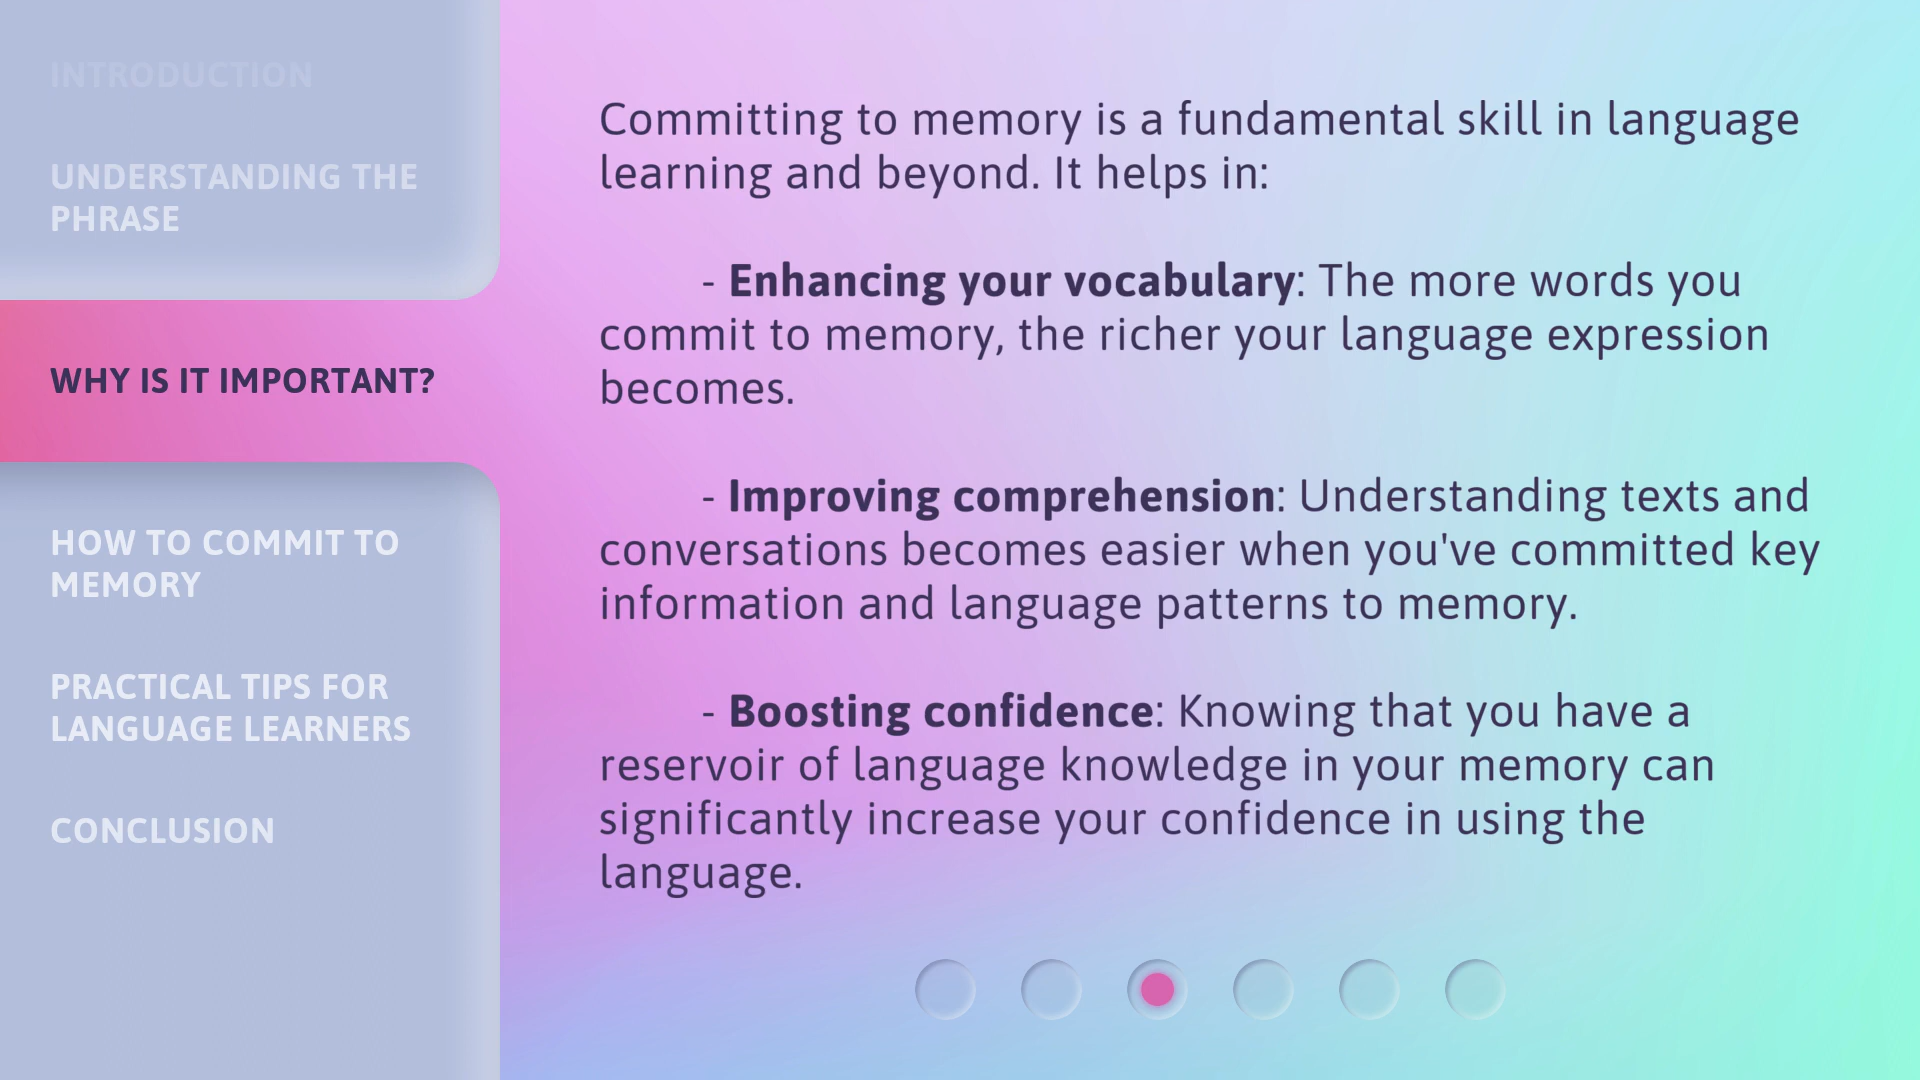 INTRODUCTION
UNDERSTANDING THE
PHRASE
WHY IS IT IMPORTANT?
HOW TO COMMIT TO
MEMORY
PRACTICAL TIPS FOR
LANGUAGE LEARNERS
CONCLUSION
Committing to memory is a fundamental skill in language
learning and beyond. It helps in:
- Enhancing your vocabulary: The more words you
commit to memory, the richer your language expression
becomes.
- Improving comprehension: Understanding texts and
conversations becomes easier when you've committed key
information and language patterns to memory.
- Boosting confidence: Knowing that you have a
reservoir of language knowledge in your memory can
significantly increase your confidence in using the
language.